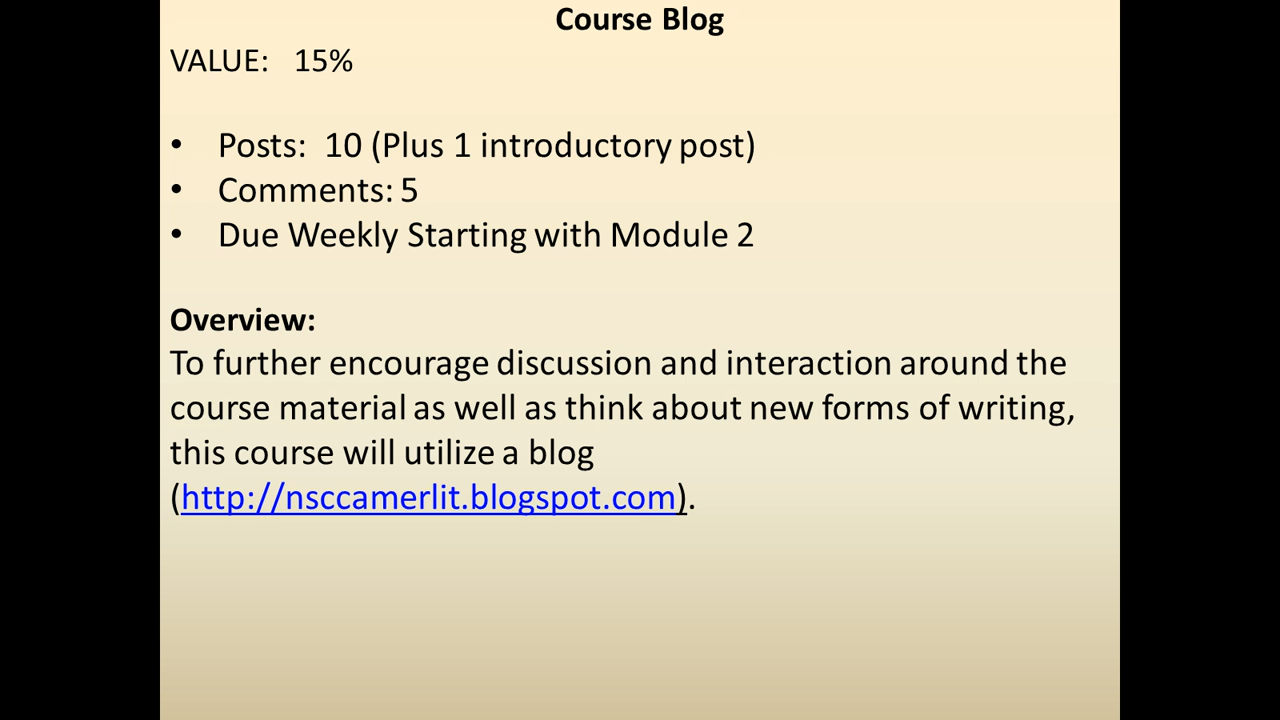 Course Blog
VALUE: 15%
• Posts: 10 (Plus 1 introductory post)
• Comments: 5
• Due Weekly Starting with Module 2
Overview:
To further encourage discussion and interaction around the
course material as well as think about new forms of writing,
this course will utilize a blog
(http://nsccamerlit.blogspot.com).